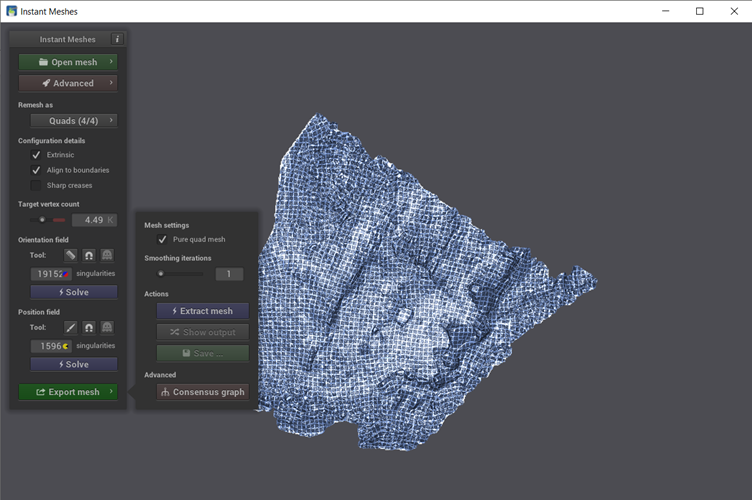 Instant Meshes
Instant Meshes
i
Open mesh
Advanced
Remesh as
Quads (4/4)
Configuration details
Extrinsic
Align to boundaries
Sharp creases
Target vertex count
4.49 K
Orientation field
Tool:
19152 singularities
Solve
Position field
Tool:
1596 singularities
Solve
Export mesh
Mesh settings
Pure quad mesh
Smoothing iterations
1
Actions
Extract mesh
Show output
Save ...
Advanced
Consensus graph